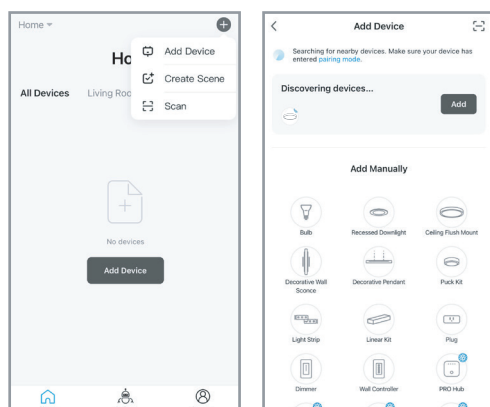 Home
Ho
Add Device
Create Scene
Scan
All Devices Living Roo
No devices
Add Device
Add Device
Searching for nearby devices. Make sure your device has
entered pairing mode.
Discovering devices...
Add
Add Manually
Bulb Recessed Downlight Ceiling Flush Mount
Decorative Wall
Sconce
Decorative Pendant Puck Kit
Light Strip Linear Kit Plug
Dimmer Wall Controller PRO Hub